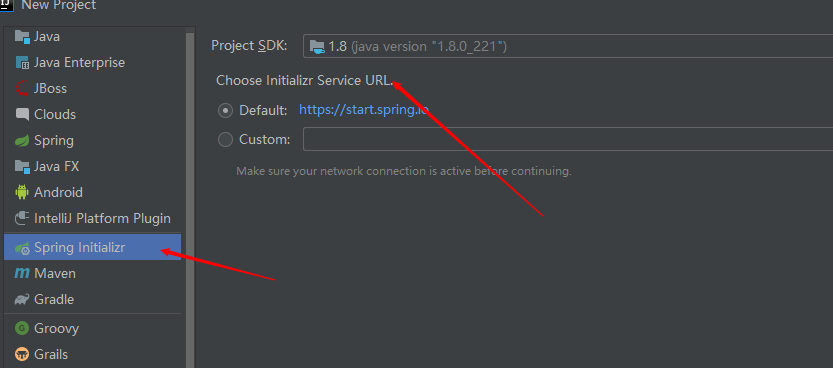 New Project
Java
Java Enterprise
JBoss
Clouds
Spring
Java FX
Android
IntelliJ Platform Plugin
Spring Initializr
Maven
Gradle
Groovy
Grails
Project SDK: 1.8 (java version "1.8.0_221")
Choose Initializr Service URL.
Default: https://start.spring.io
Custom:
Make sure your network connection is active before continuing.